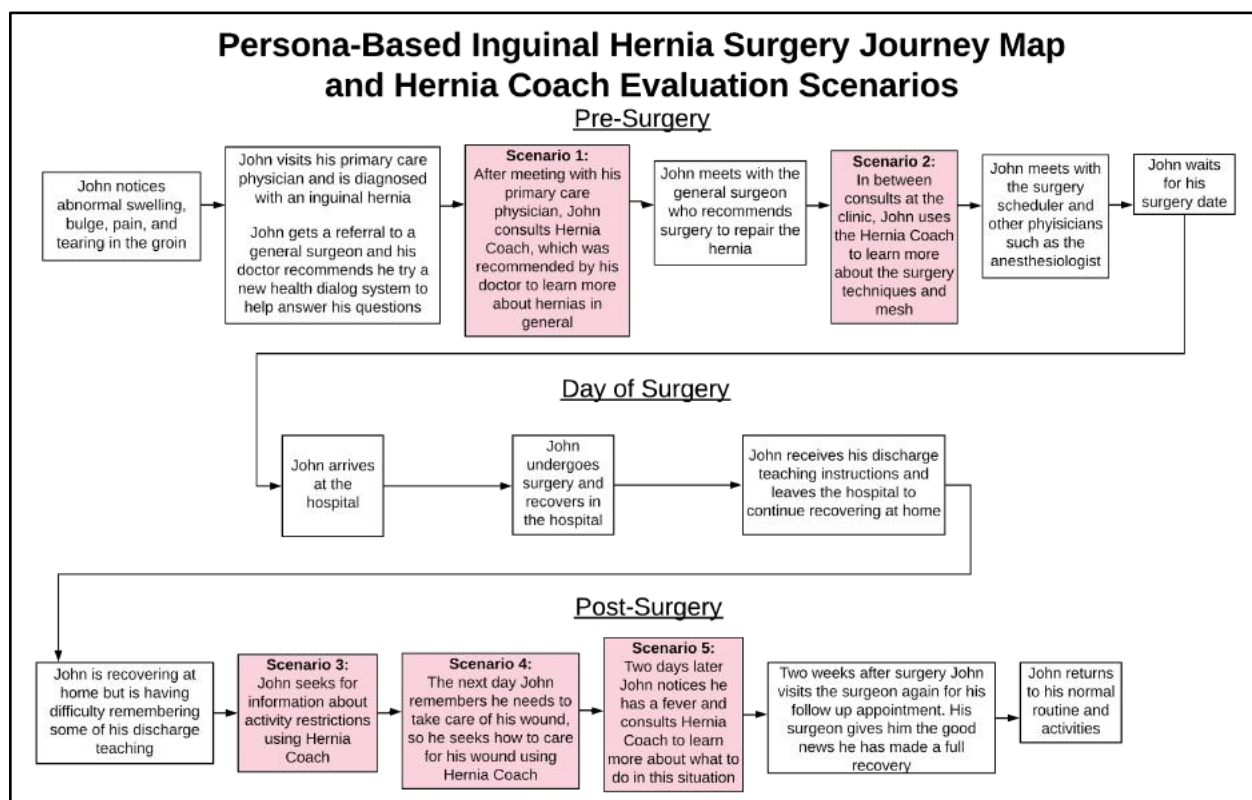 Persona-Based Inguinal Hernia Surgery Journey Map
and Hernia Coach Evaluation Scenarios
Pre-Surgery
John notices
abnormal swelling,
bulge, pain, and
tearing in the groin
John visits his primary care
physician and is diagnosed
with an inguinal hernia
John gets a referral to a
general surgeon and his
doctor recommends he try a
new health dialog system to
help answer his questions
Scenario 1:
After meeting with his
primary care
physician, John
consults Hernia
Coach, which was
recommended by his
doctor to learn more
about hernias in
general
John meets with the
general surgeon
who recommends
surgery to repair the
hernia
Scenario 2:
In between
consults at the
clinic, John uses
the Hernia Coach
to learn more
about the surgery
techniques and
mesh
John meets with
the surgery
scheduler and
other phyisicians
such as the
anesthesiologist
John waits
for his
surgery date
Day of Surgery
John arrives
at the
hospital
John
undergoes
surgery and
recovers in
the hospital
John receives his discharge
teaching instructions and
leaves the hospital to
continue recovering at home
Post-Surgery
John is recovering at
home but is having
difficulty remembering
some of his discharge
teaching
Scenario 3:
John seeks for
information about
activity restrictions
using Hernia
Coach
Scenario 4:
The next day John
remembers he needs to
take care of his wound,
so he seeks how to care
for his wound using
Hernia Coach
Scenario 5:
Two days later
John notices he
has a fever and
consults Hernia
Coach to learn
more about what to
do in this situation
Two weeks after surgery John
visits the surgeon again for his
follow up appointment. His
surgeon gives him the good
news he has made a full
recovery
John returns
to his normal
routine and
activities